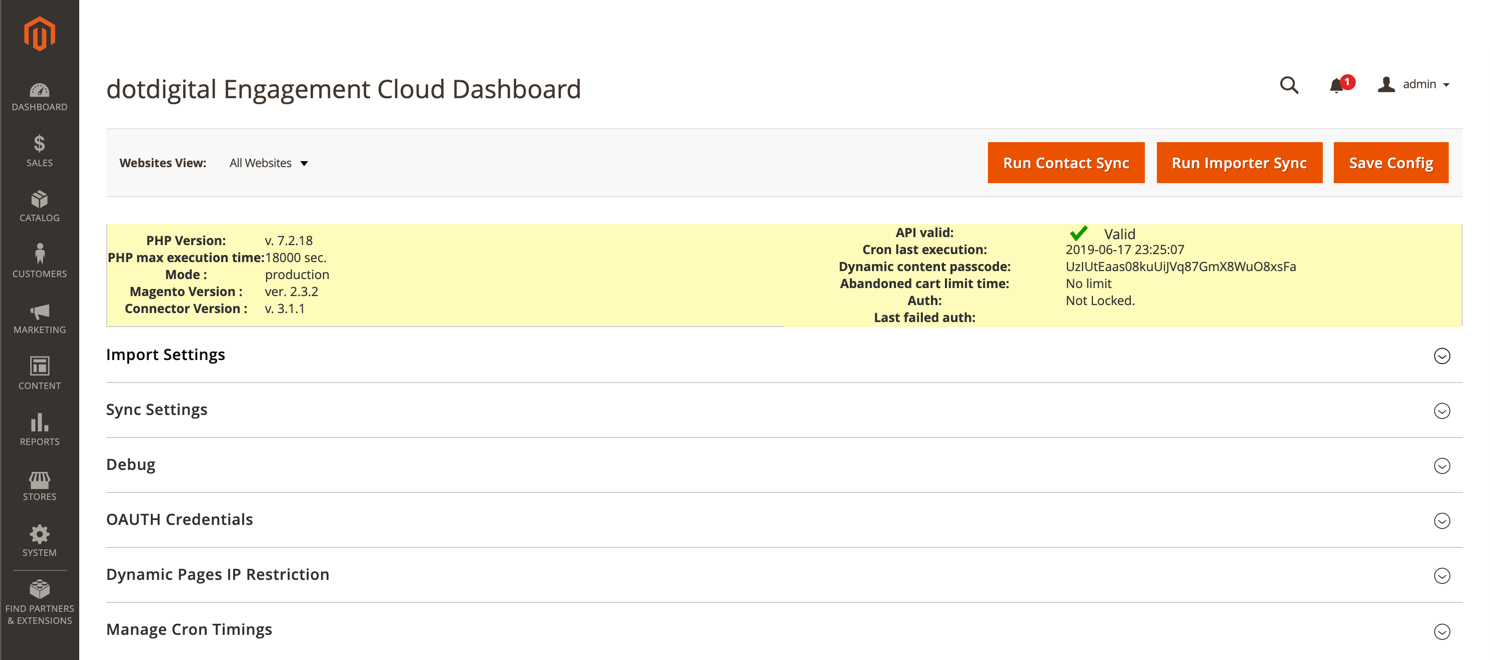 dotdigital Engagement Cloud Dashboard
1
admin
DASHBOARD
SALES
CATALOG
CUSTOMERS
MARKETING
CONTENT
REPORTS
STORES
SYSTEM
FIND PARTNERS
& EXTENSIONS
Websites View: All Websites
Run Contact Sync Run Importer Sync Save Config
PHP Version: v. 7.2.18
PHP max execution time: 18000 sec.
Mode : production
Magento Version : ver. 2.3.2
Connector Version : v. 3.1.1
API valid: Valid
Cron last execution: 2019-06-17 23:25:07
Dynamic content passcode: UzIUtEaas08kuUiJVq87GmX8WuO8xsFa
Abandoned cart limit time: No limit
Auth: Not Locked.
Last failed auth:
Import Settings
Sync Settings
Debug
OAUTH Credentials
Dynamic Pages IP Restriction
Manage Cron Timings